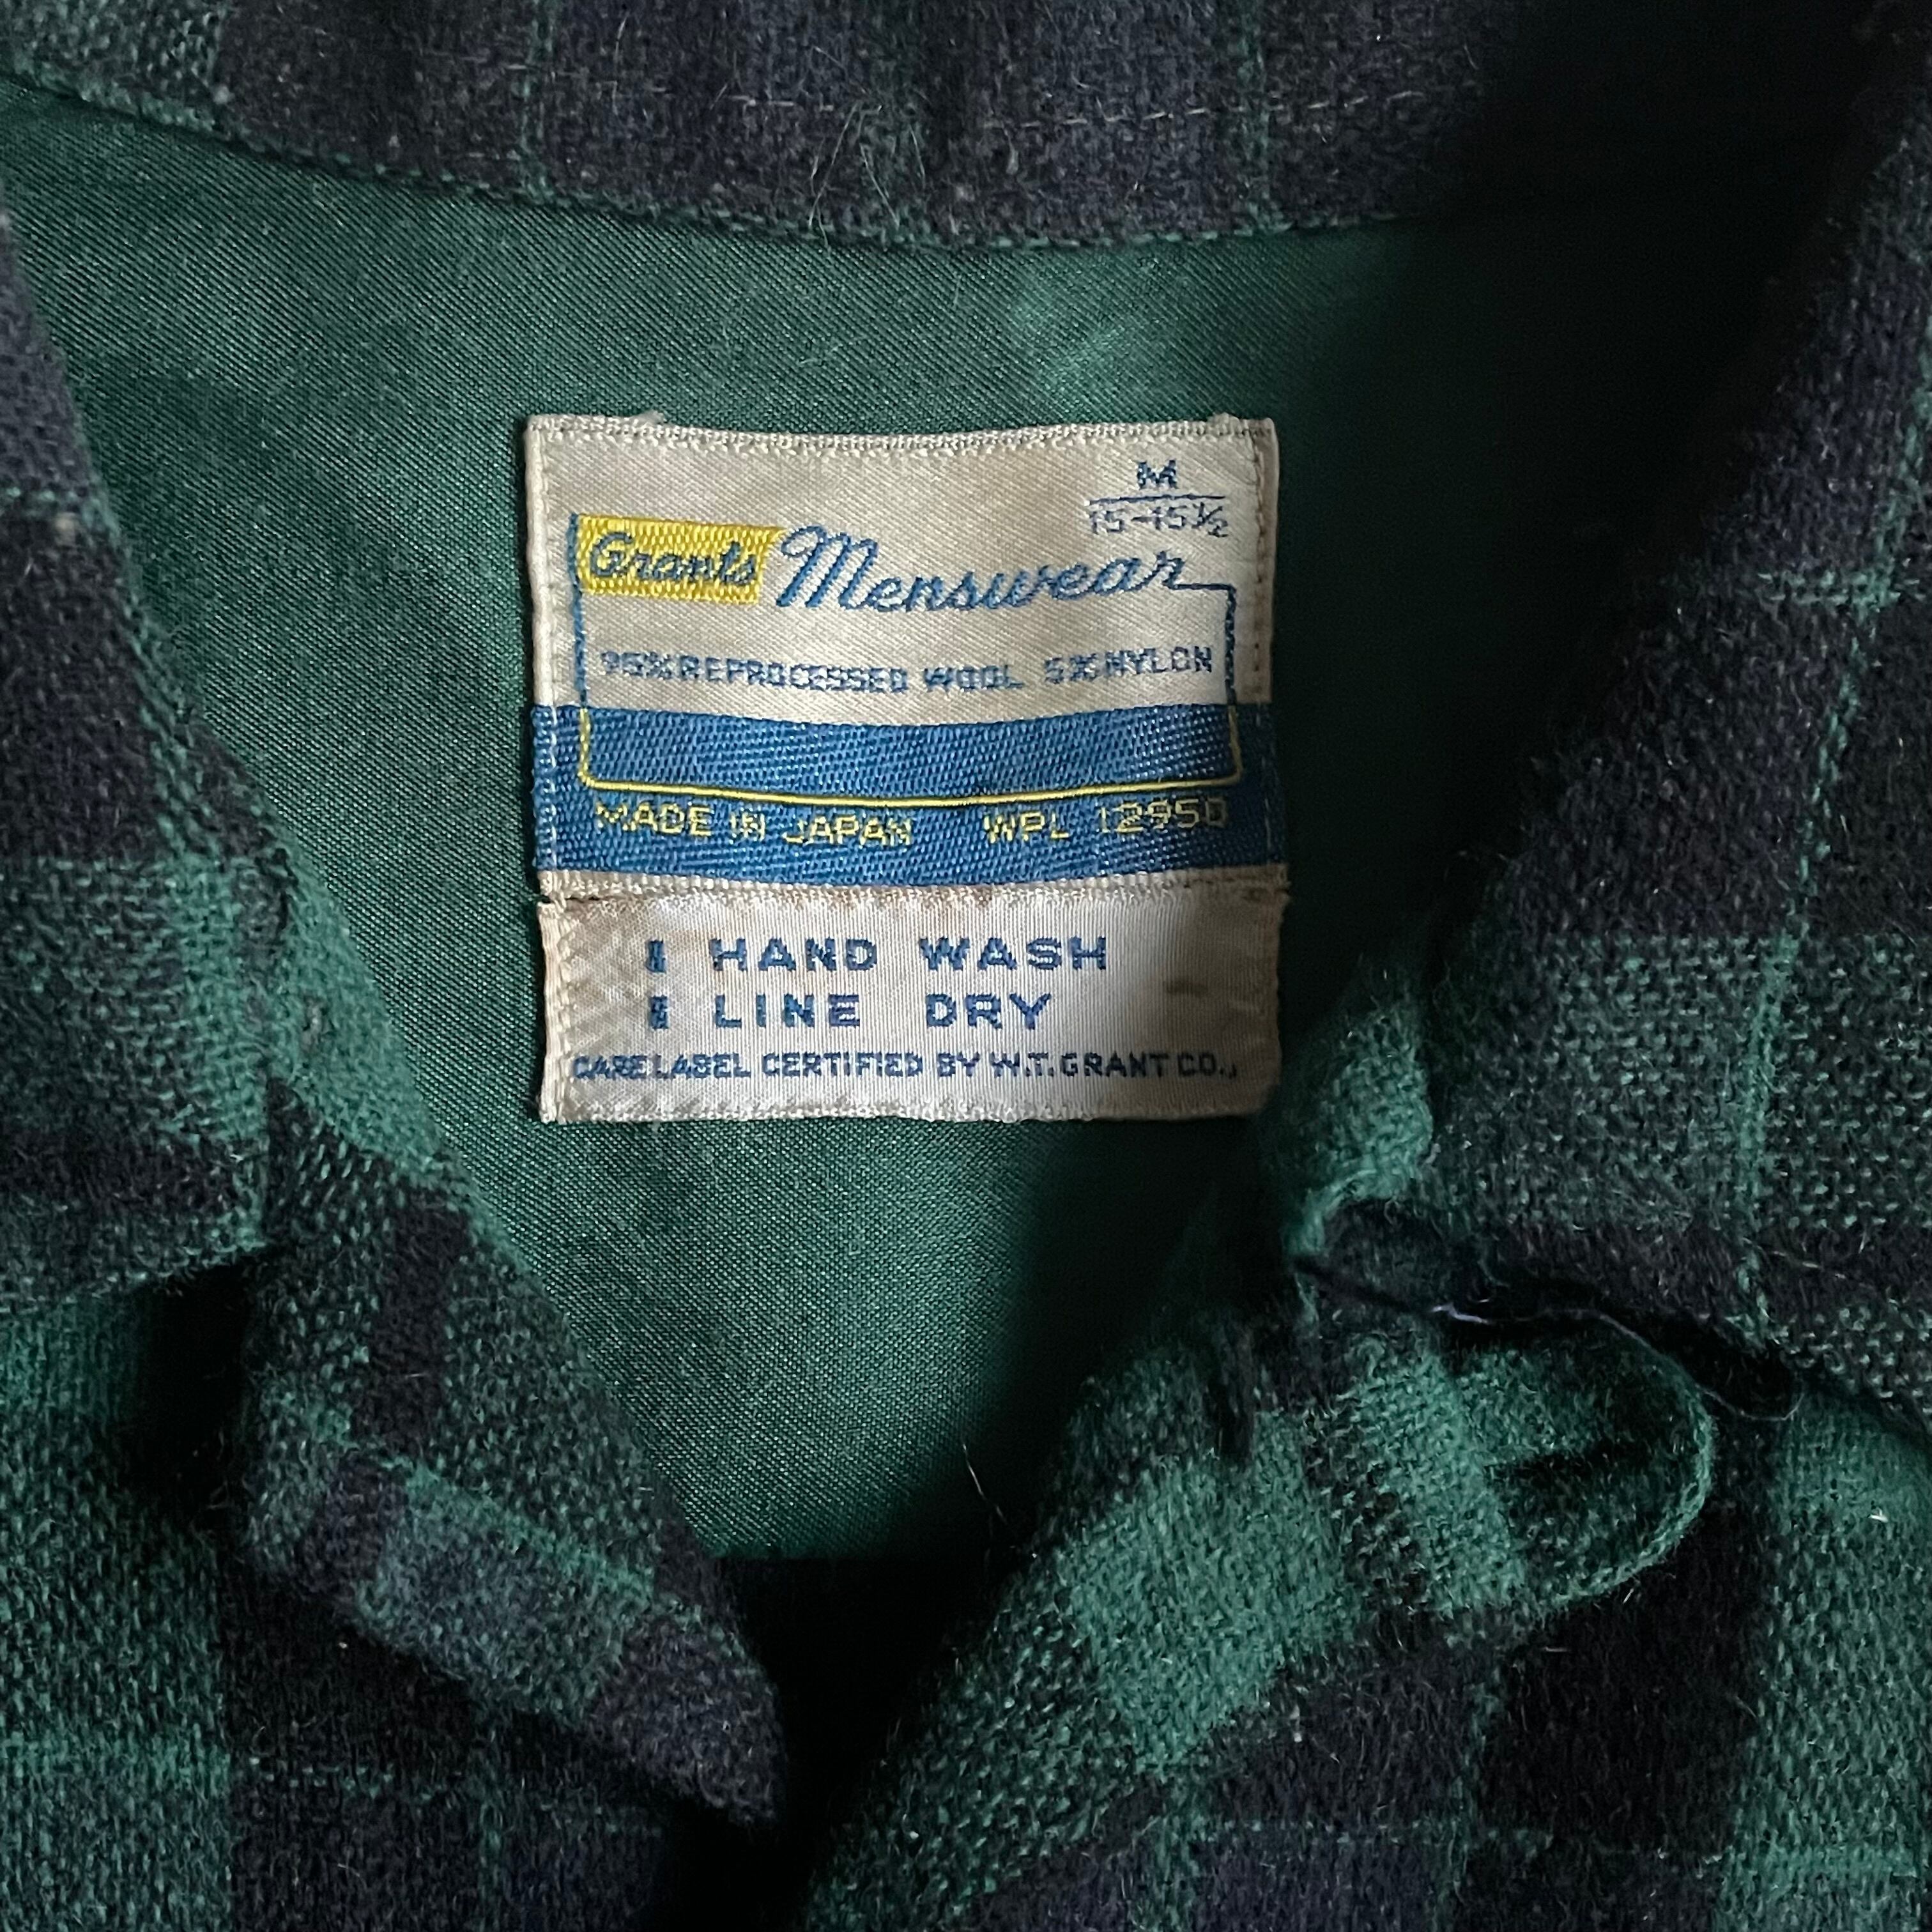 M
15-15½
Grants Menswear
95% REPROCESSED WOOL 5% NYLON
MADE IN JAPAN WPL 12950
HAND WASH
LINE DRY
CARE LABEL CERTIFIED BY W.T. GRANT CO.,